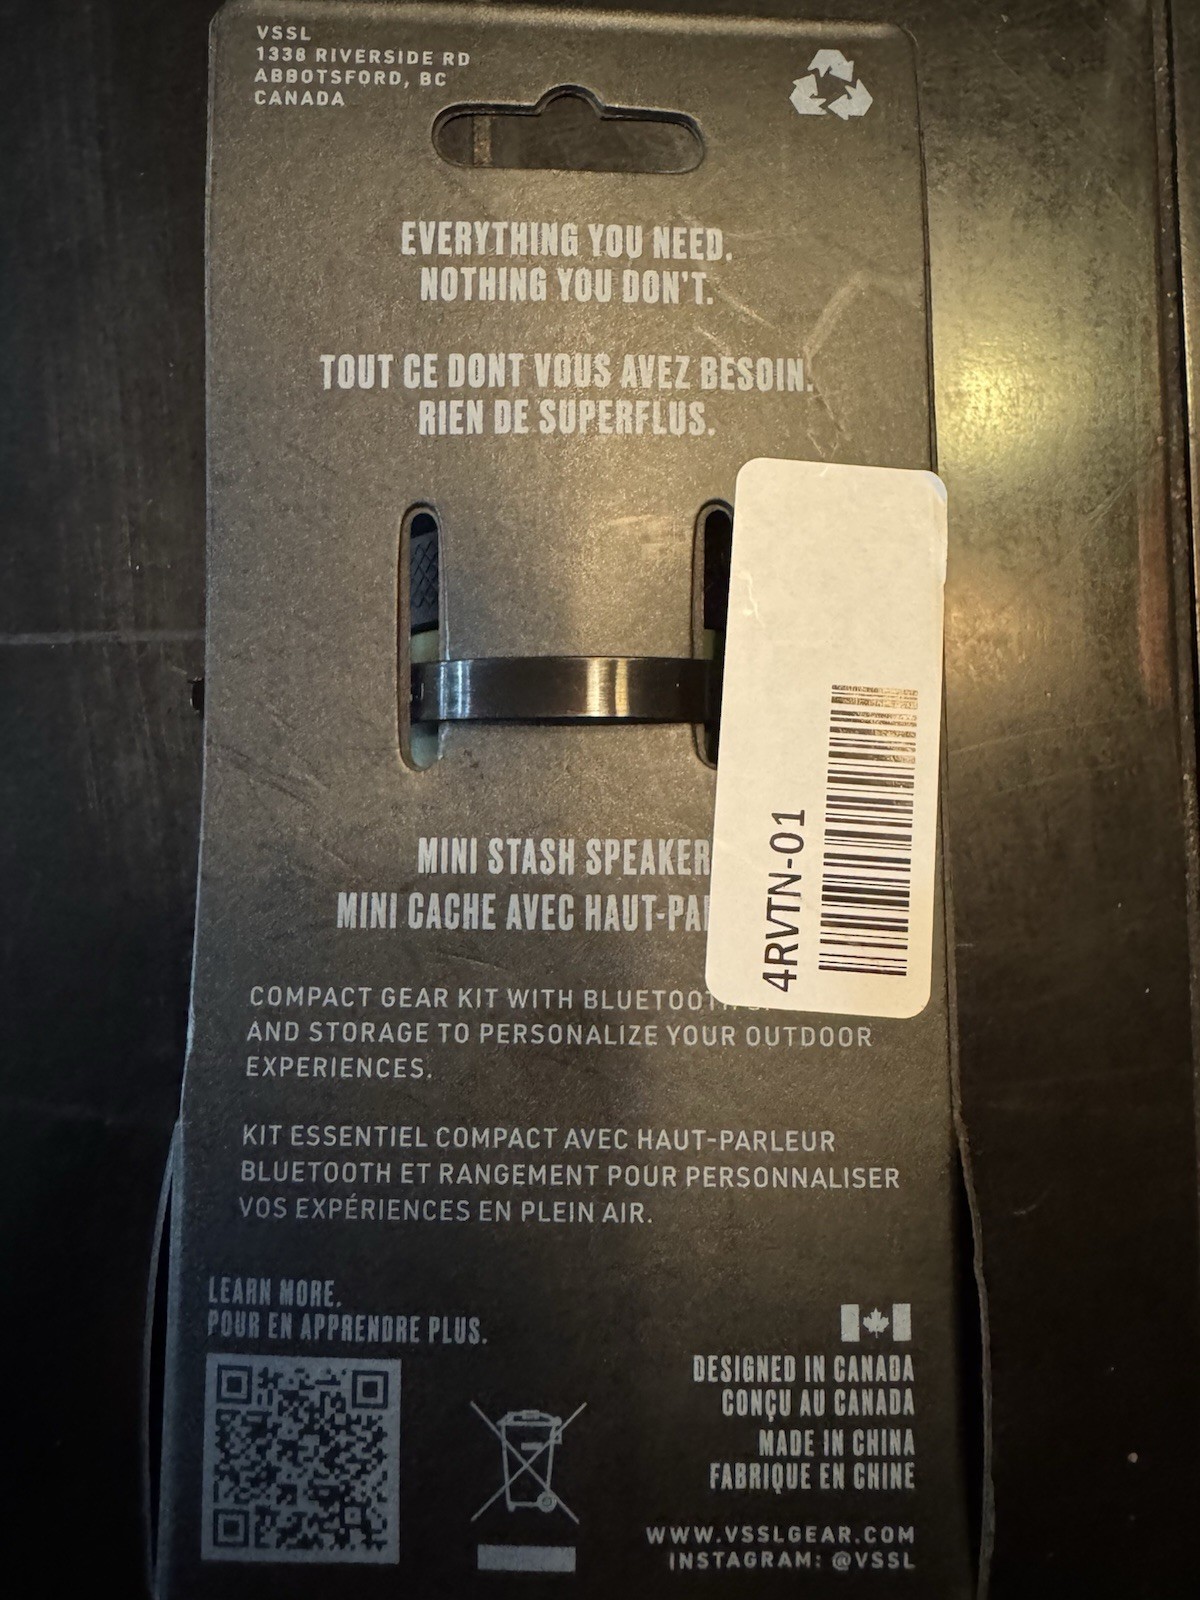 VSSL
1338 RIVERSIDE RD
ABBOTSFORD, BC
CANADA
EVERYTHING YOU NEED.
NOTHING YOU DON'T.
TOUT CE DONT VOUS AVEZ BESOIN.
RIEN DE SUPERFLUS.
4RVTN-01
MINI STASH SPEAKER
MINI CACHE AVEC
COMPACT GEAR KIT WITH
AND STORAGE TO PERSONALIZE YOUR OUTDOOR
EXPERIENCES.
KIT ESSENTIEL COMPACT AVEC HAUT-PARLEUR
BLUETOOTH ET RANGEMENT POUR PERSONNALISER
VOS EXPÉRIENCES EN PLEIN AIR.
LEARN MORE.
POUR EN APPRENDRE PLUS.
DESIGNED IN CANADA
CONÇU AU CANADA
MADE IN CHINA
FABRIQUE EN CHINE
WWW.VSSLGEAR.COM
INSTAGRAM: @VSSL